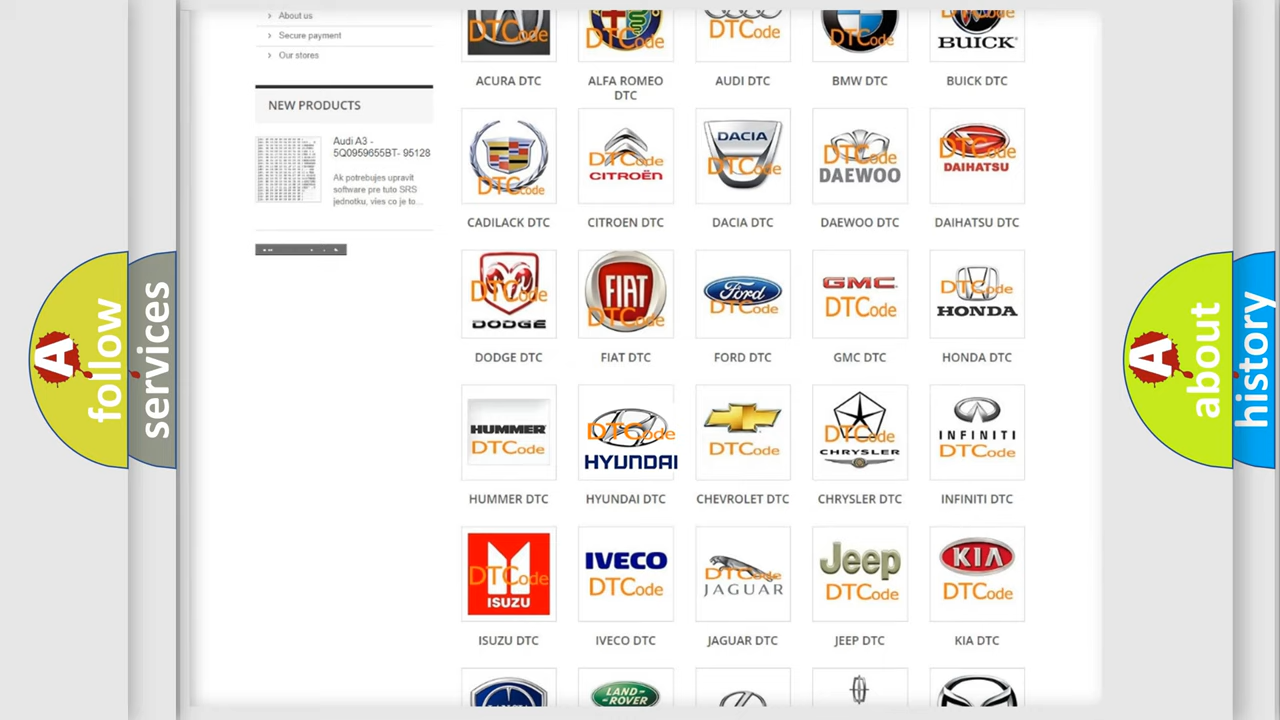 About us
Secure payment
Our stores
NEW PRODUCTS
Audi A3 -
5Q0959655BT- 95128
Ak potrebujes upravit
software pre tuto SRS
jednotku, vies co je to...
DTCode
DTCode
DTCode
DTCode
BUICK
ACURA DTC
ALFA ROMEO
DTC
AUDI DTC
BMW DTC
BUICK DTC
DTCode
DTCode
CITROËN
DACIA
DTCode
DTCode
DAEWOO
DTCode
DAIHATSU
CADILACK DTC
CITROEN DTC
DACIA DTC
DAEWOO DTC
DAIHATSU DTC
DTCode
DODGE
FIAT
DTCode
Ford
DTCode
GMC
DTCode
DTCode
HONDA
DODGE DTC
FIAT DTC
FORD DTC
GMC DTC
HONDA DTC
HUMMER
DTCode
DTCode
HYUNDAI
DTCode
DTCode
CHRYSLER
INFINITI
DTCode
HUMMER DTC
HYUNDAI DTC
CHEVROLET DTC
CHRYSLER DTC
INFINITI DTC
DTCode
ISUZU
IVECO
DTCode
DTCode
JAGUAR
Jeep
DTCode
KIA
DTCode
ISUZU DTC
IVECO DTC
JAGUAR DTC
JEEP DTC
KIA DTC
LAND-
ROVER
A
follow
services
A
about
history